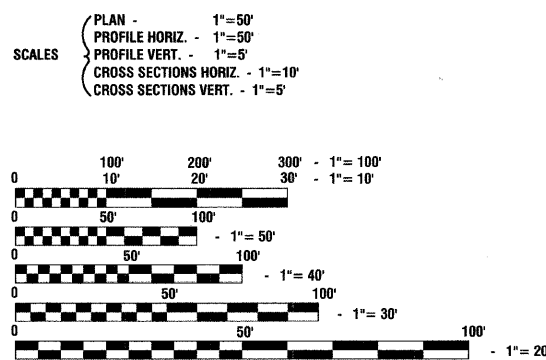 PLAN - 1"=50'
PROFILE HORIZ. - 1"=50'
SCALES PROFILE VERT. - 1"=5'
CROSS SECTIONS HORIZ. - 1"=10'
CROSS SECTIONS VERT. - 1"=5'
100' 200' 300' - 1"= 100'
0 10' 20' 30' - 1"= 10'
0 50' 100'
- 1"= 50'
0 50' 100'
- 1"= 40'
0 50' 100'
- 1"= 30'
0 50' 100'
- 1"= 20